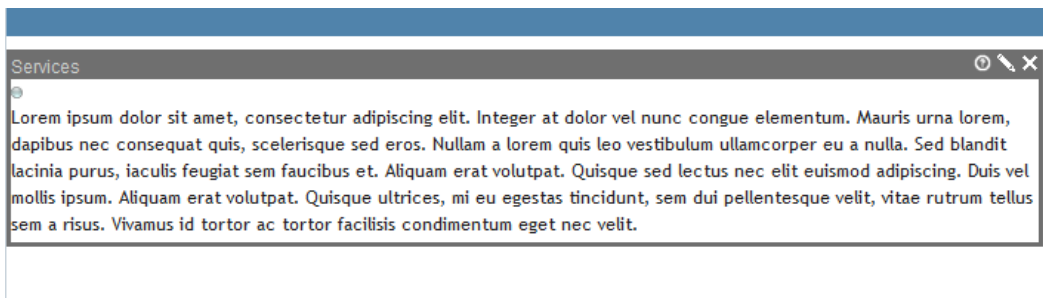 Services
Lorem ipsum dolor sit amet, consectetur adipiscing elit. Integer at dolor vel nunc congue elementum. Mauris urna lorem,
dapibus nec consequat quis, scelerisque sed eros. Nullam a lorem quis leo vestibulum ullamcorper eu a nulla. Sed blandit
lacinia purus, iaculis feugiat sem faucibus et. Aliquam erat volutpat. Quisque sed lectus nec elit euismod adipiscing. Duis vel
mollis ipsum. Aliquam erat volutpat. Quisque ultrices, mi eu egestas tincidunt, sem dui pellentesque velit, vitae rutrum tellus
sem a risus. Vivamus id tortor ac tortor facilisis condimentum eget nec velit.